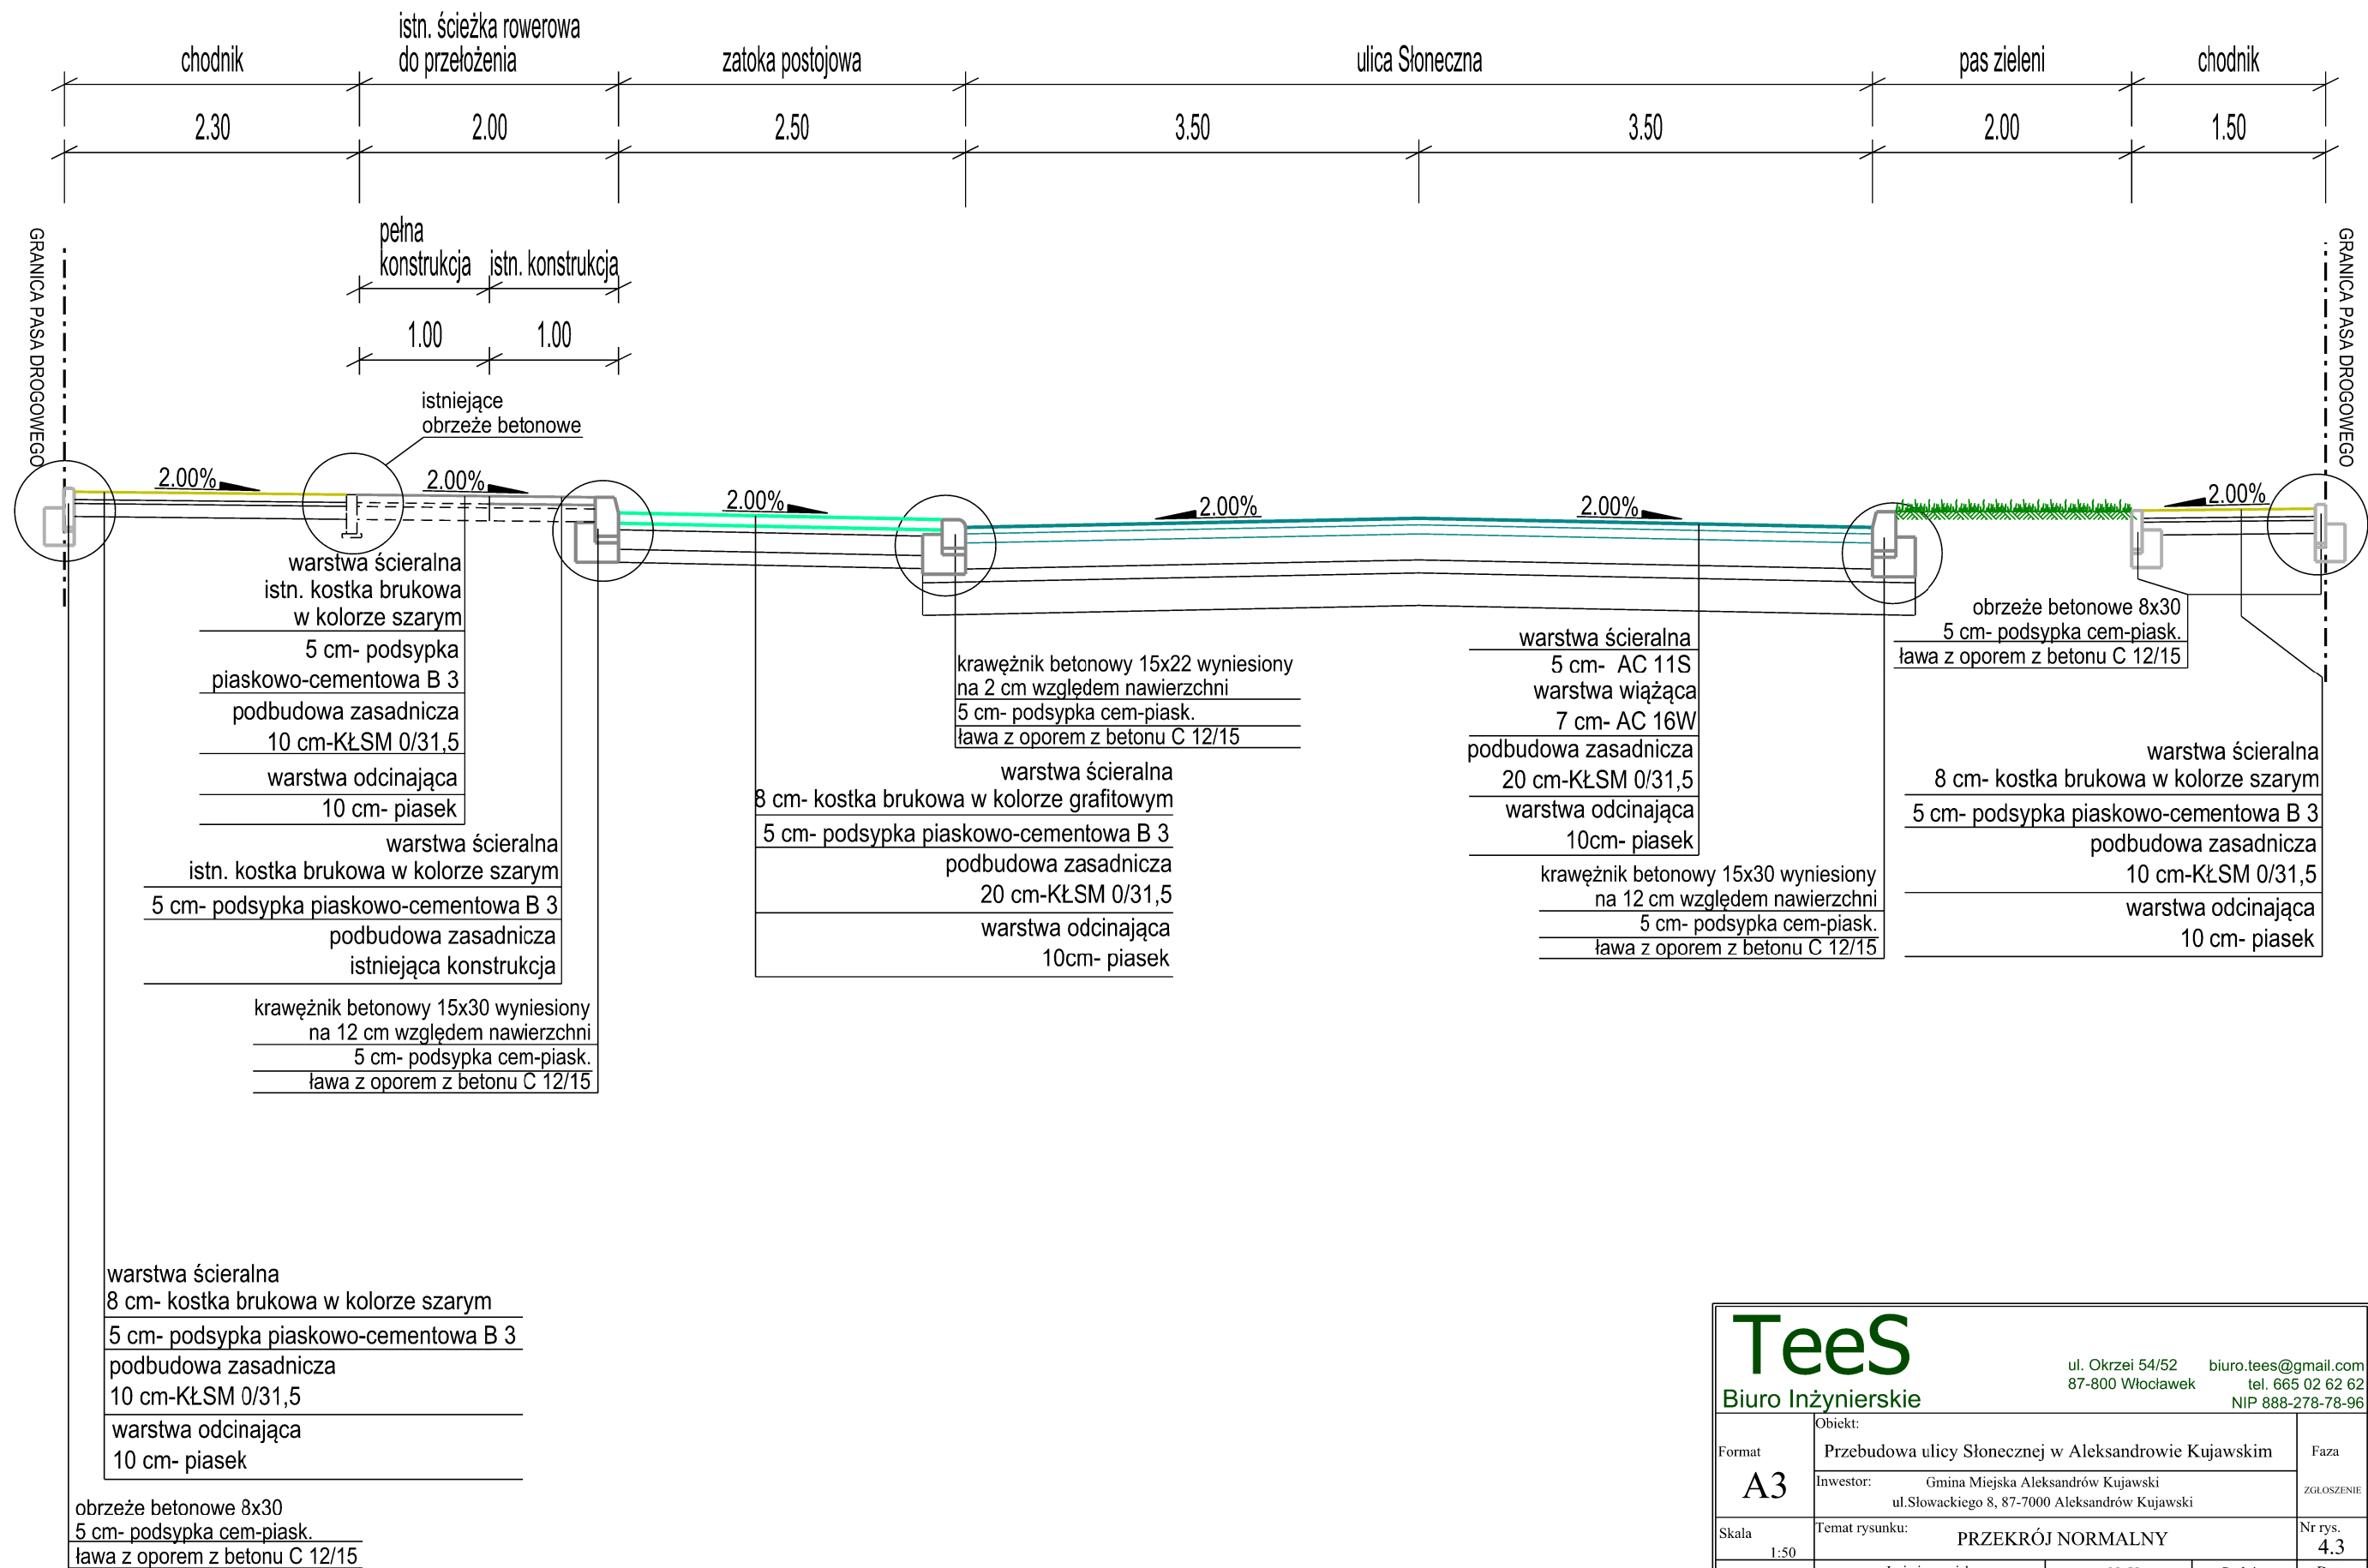 istn. ścieżka rowerowa
do przełożenia
chodnik
zatoka postojowa
ulica Słoneczna
pas zieleni
chodnik
2.30
2.00
2.50
3.50
3.50
2.00
1.50
GRANICA PASA DROGOWEGO
pełna
konstrukcja
istn. konstrukcja
1.00
1.00
GRANICA PASA DROGOWEGO
istniejące
obrzeże betonowe
2.00%
2.00%
2.00%
2.00%
2.00%
2.00%
warstwa ścieralna
istn. kostka brukowa
w kolorze szarym
5 cm- podsypka
piaskowo-cementowa B 3
podbudowa zasadnicza
10 cm-KŁSM 0/31,5
warstwa odcinająca
10 cm- piasek
warstwa ścieralna
istn. kostka brukowa w kolorze szarym
5 cm- podsypka piaskowo-cementowa B 3
podbudowa zasadnicza
istniejąca konstrukcja
krawężnik betonowy 15x30 wyniesiony
na 12 cm względem nawierzchni
5 cm- podsypka cem-piask.
ława z oporem z betonu C 12/15
krawężnik betonowy 15x22 wyniesiony
na 2 cm względem nawierzchni
5 cm- podsypka cem-piask.
ława z oporem z betonu C 12/15
warstwa ścieralna
8 cm- kostka brukowa w kolorze grafitowym
5 cm- podsypka piaskowo-cementowa B 3
podbudowa zasadnicza
20 cm-KŁSM 0/31,5
warstwa odcinająca
10cm- piasek
warstwa ścieralna
5 cm- AC 11S
warstwa wiążąca
7 cm- AC 16W
podbudowa zasadnicza
20 cm-KŁSM 0/31,5
warstwa odcinająca
10cm- piasek
krawężnik betonowy 15x30 wyniesiony
na 12 cm względem nawierzchni
5 cm- podsypka cem-piask.
ława z oporem z betonu C 12/15
obrzeże betonowe 8x30
5 cm- podsypka cem-piask.
ława z oporem z betonu C 12/15
warstwa ścieralna
8 cm- kostka brukowa w kolorze szarym
5 cm- podsypka piaskowo-cementowa B 3
podbudowa zasadnicza
10 cm-KŁSM 0/31,5
warstwa odcinająca
10 cm- piasek
warstwa ścieralna
8 cm- kostka brukowa w kolorze szarym
5 cm- podsypka piaskowo-cementowa B 3
podbudowa zasadnicza
10 cm-KŁSM 0/31,5
warstwa odcinająca
10 cm- piasek
obrzeże betonowe 8x30
5 cm- podsypka cem-piask.
ława z oporem z betonu C 12/15
TeeS
Biuro Inżynierskie
ul. Okrzei 54/52
87-800 Włocławek
biuro.tees@gmail.com
tel. 665 02 62 62
NIP 888-278-78-96
Format
A3
Obiekt:
Przebudowa ulicy Słonecznej w Aleksandrowie Kujawskim
Faza
ZGŁOSZENIE
Inwestor:
Gmina Miejska Aleksandrów Kujawski
ul.Słowackiego 8, 87-7000 Aleksandrów Kujawski
Skala
1:50
Temat rysunku:
PRZEKRÓJ NORMALNY
Nr rys.
4.3